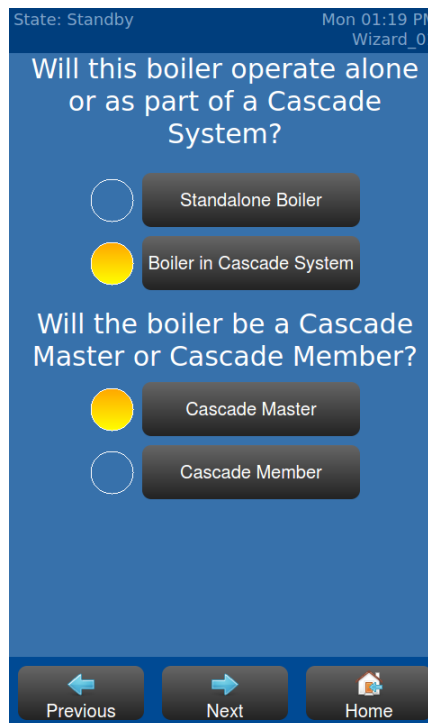 State: Standby
Mon 01:19 PM
Wizard_0
Will this boiler operate alone
or as part of a Cascade
System?
Standalone Boiler
Boiler in Cascade System
Will the boiler be a Cascade
Master or Cascade Member?
Cascade Master
Cascade Member
Previous
Next
Home